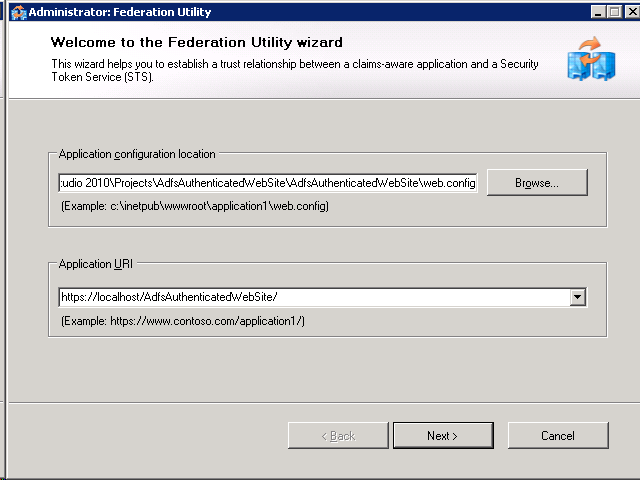 Administrator: Federation Utility
Welcome to the Federation Utility wizard
This wizard helps you to establish a trust relationship between a claims-aware application and a Security
Token Service (STS).
Application configuration location
:udio 2010\Projects\AdfsAuthenticatedWebSite\AdfsAuthenticatedWebSite\web.config
Browse...
(Example: c:\inetpub\wwwroot\application1\web.config)
Application URI
https://localhost/AdfsAuthenticatedWebSite/
(Example: https://www.contoso.com/application1/)
< Back
Next >
Cancel